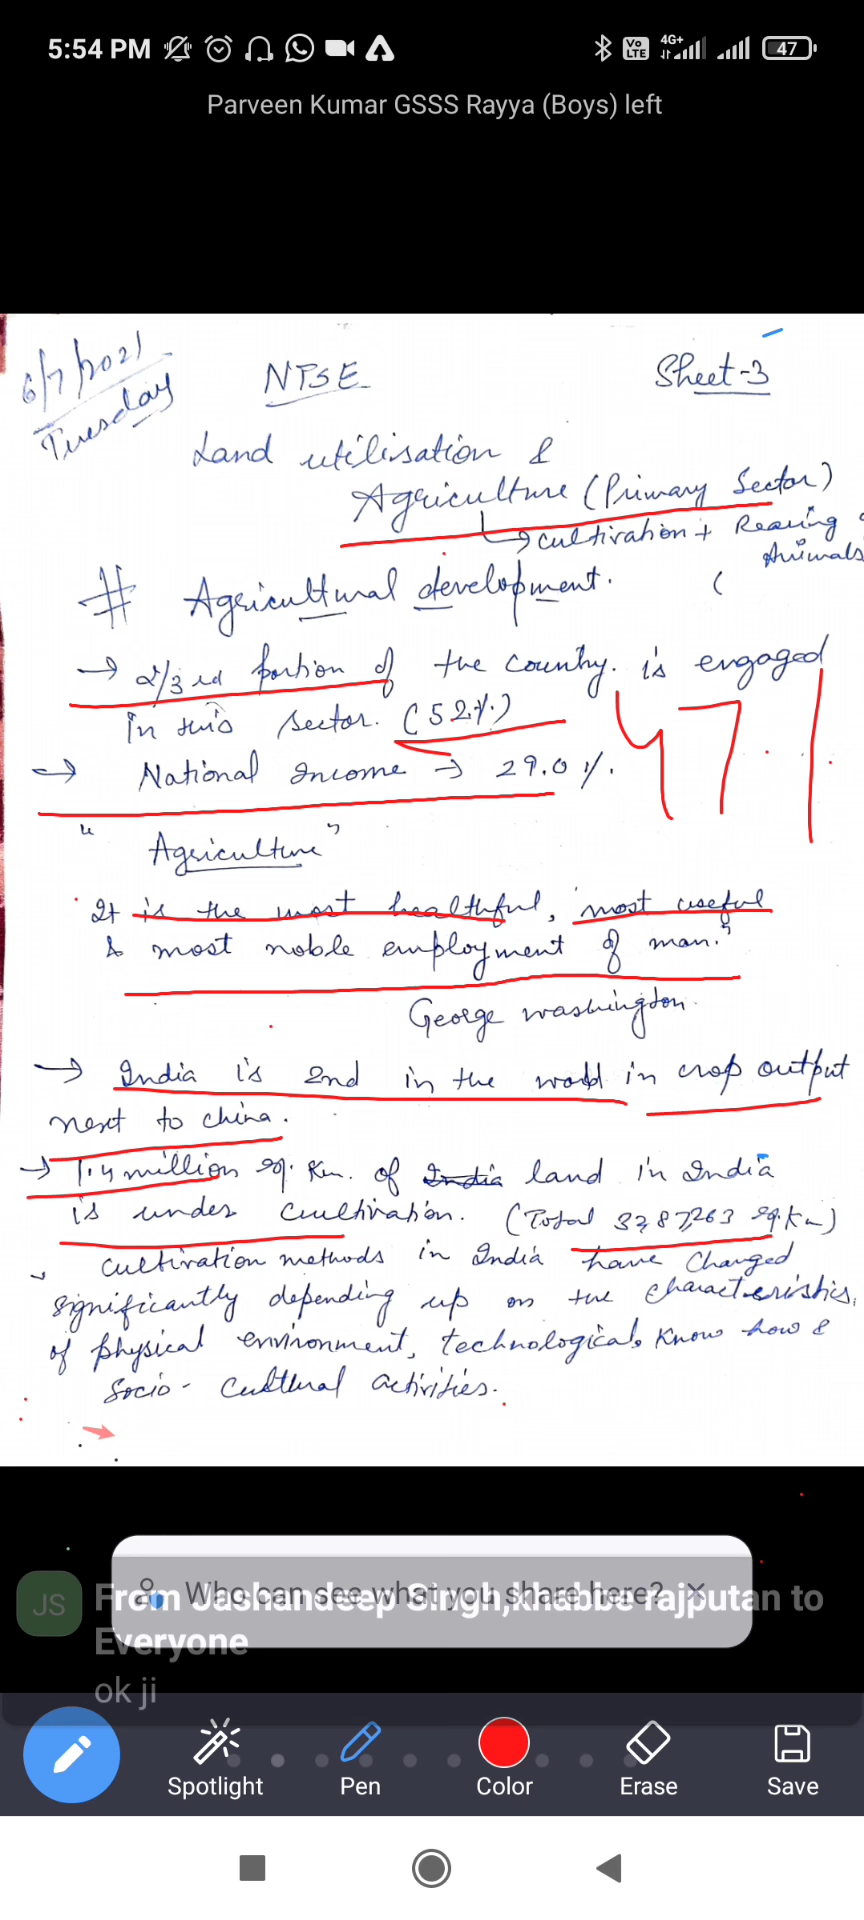 5:54 PM
Vo LTE 4G+ 47
Parveen Kumar GSSS Rayya (Boys) left
6/7/2021
Tuesday
NTSE
Sheet-3
Land utilisation &
Agriculture (Primary Sector)
cultivation + Rearing
Animals
# Agricultural development. (
→ 2/3 rd portion of the country. is engaged
in this sector. (52%)
47
→ National Income → 29.0 %.
"Agriculture"
It is the most healthful, most useful
& most noble employment of man."
George washington.
→ India is 2nd in the world in crop output
next to china.
→ 1.4 million sq. Km. of India land in India
is under cultivation. (Total 3287263 sq.km)
cultivation methods in India have changed
significantly depending up on the characteristics,
of physical environment, technological, Know how &
Socio-cultural activities.
Who can see what you share here? ×
JS
From Jashandeep Singh,khabbe rajputan to
Everyone
ok ji
Spotlight Pen Color Erase Save